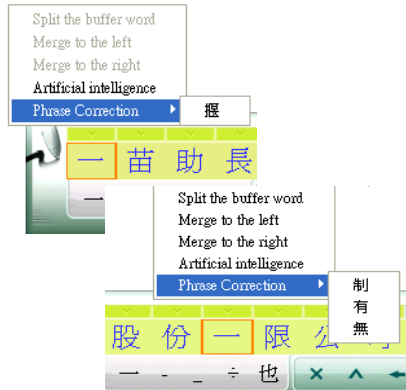 Split the buffer word
Merge to the left
Merge to the right
Artificial intelligence
Phrase Correction
揠
一 苗 助 長
一
Split the buffer word
Merge to the left
Merge to the right
Artificial intelligence
Phrase Correction
制
有
無
股 份 一 限 公
一 - _ ÷ 也